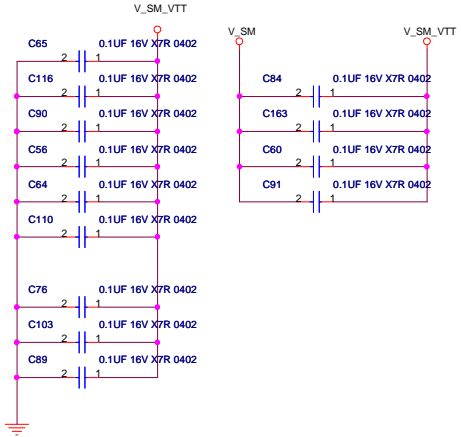 V_SM_VTT
C65 0.1UF 16V X7R 0402
2 1
C116 0.1UF 16V X7R 0402
2 1
C90 0.1UF 16V X7R 0402
2 1
C56 0.1UF 16V X7R 0402
2 1
C64 0.1UF 16V X7R 0402
2 1
C110 0.1UF 16V X7R 0402
2 1
C76 0.1UF 16V X7R 0402
2 1
C103 0.1UF 16V X7R 0402
2 1
C89 0.1UF 16V X7R 0402
2 1
V_SM V_SM_VTT
C84 0.1UF 16V X7R 0402
2 1
C163 0.1UF 16V X7R 0402
2 1
C60 0.1UF 16V X7R 0402
2 1
C91 0.1UF 16V X7R 0402
2 1